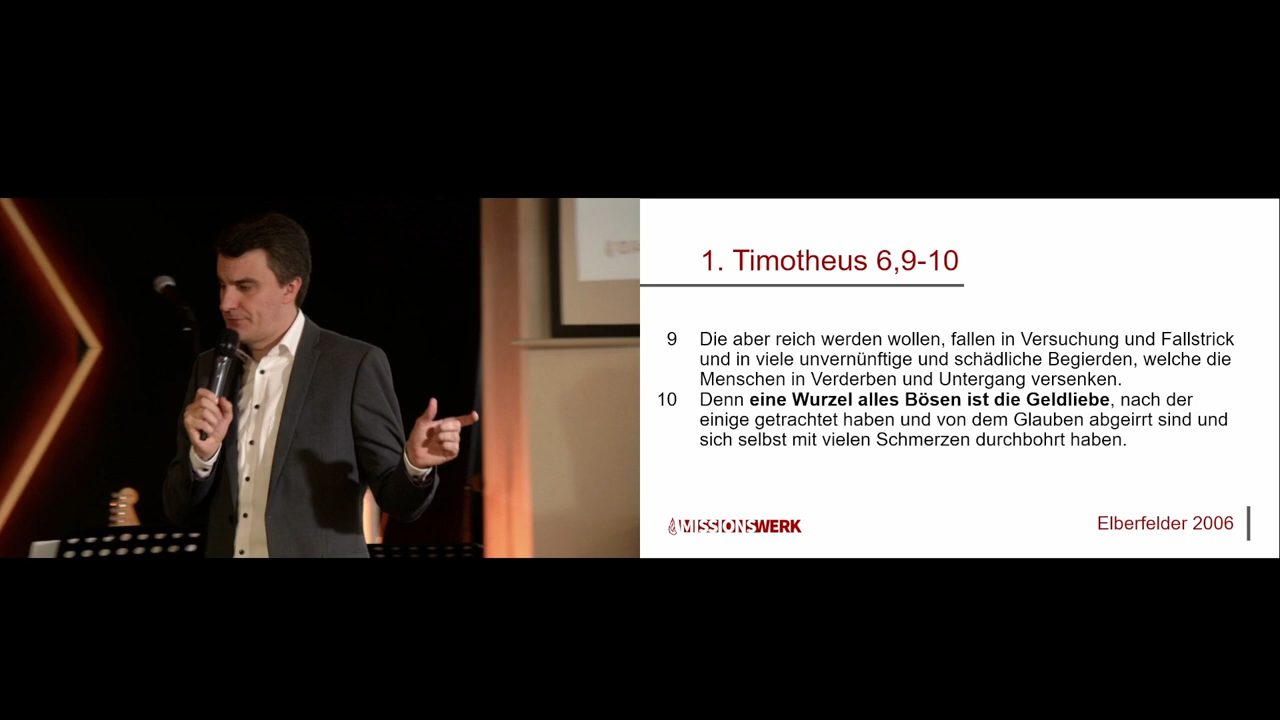 1. Timotheus 6,9-10
9 Die aber reich werden wollen, fallen in Versuchung und Fallstrick
und in viele unvernünftige und schädliche Begierden, welche die
Menschen in Verderben und Untergang versenken.
10 Denn eine Wurzel alles Bösen ist die Geldliebe, nach der
einige getrachtet haben und von dem Glauben abgeirrt sind und
sich selbst mit vielen Schmerzen durchbohrt haben.
MISSIONSWERK
Elberfelder 2006